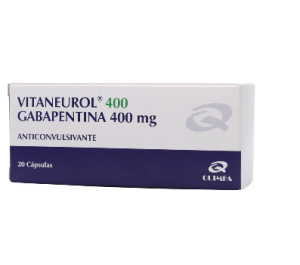 VITANEUROL® 400
GABAPENTINA 400 mg
ANTICONVULSIVANTE
20 Cápsulas
QUIMFA